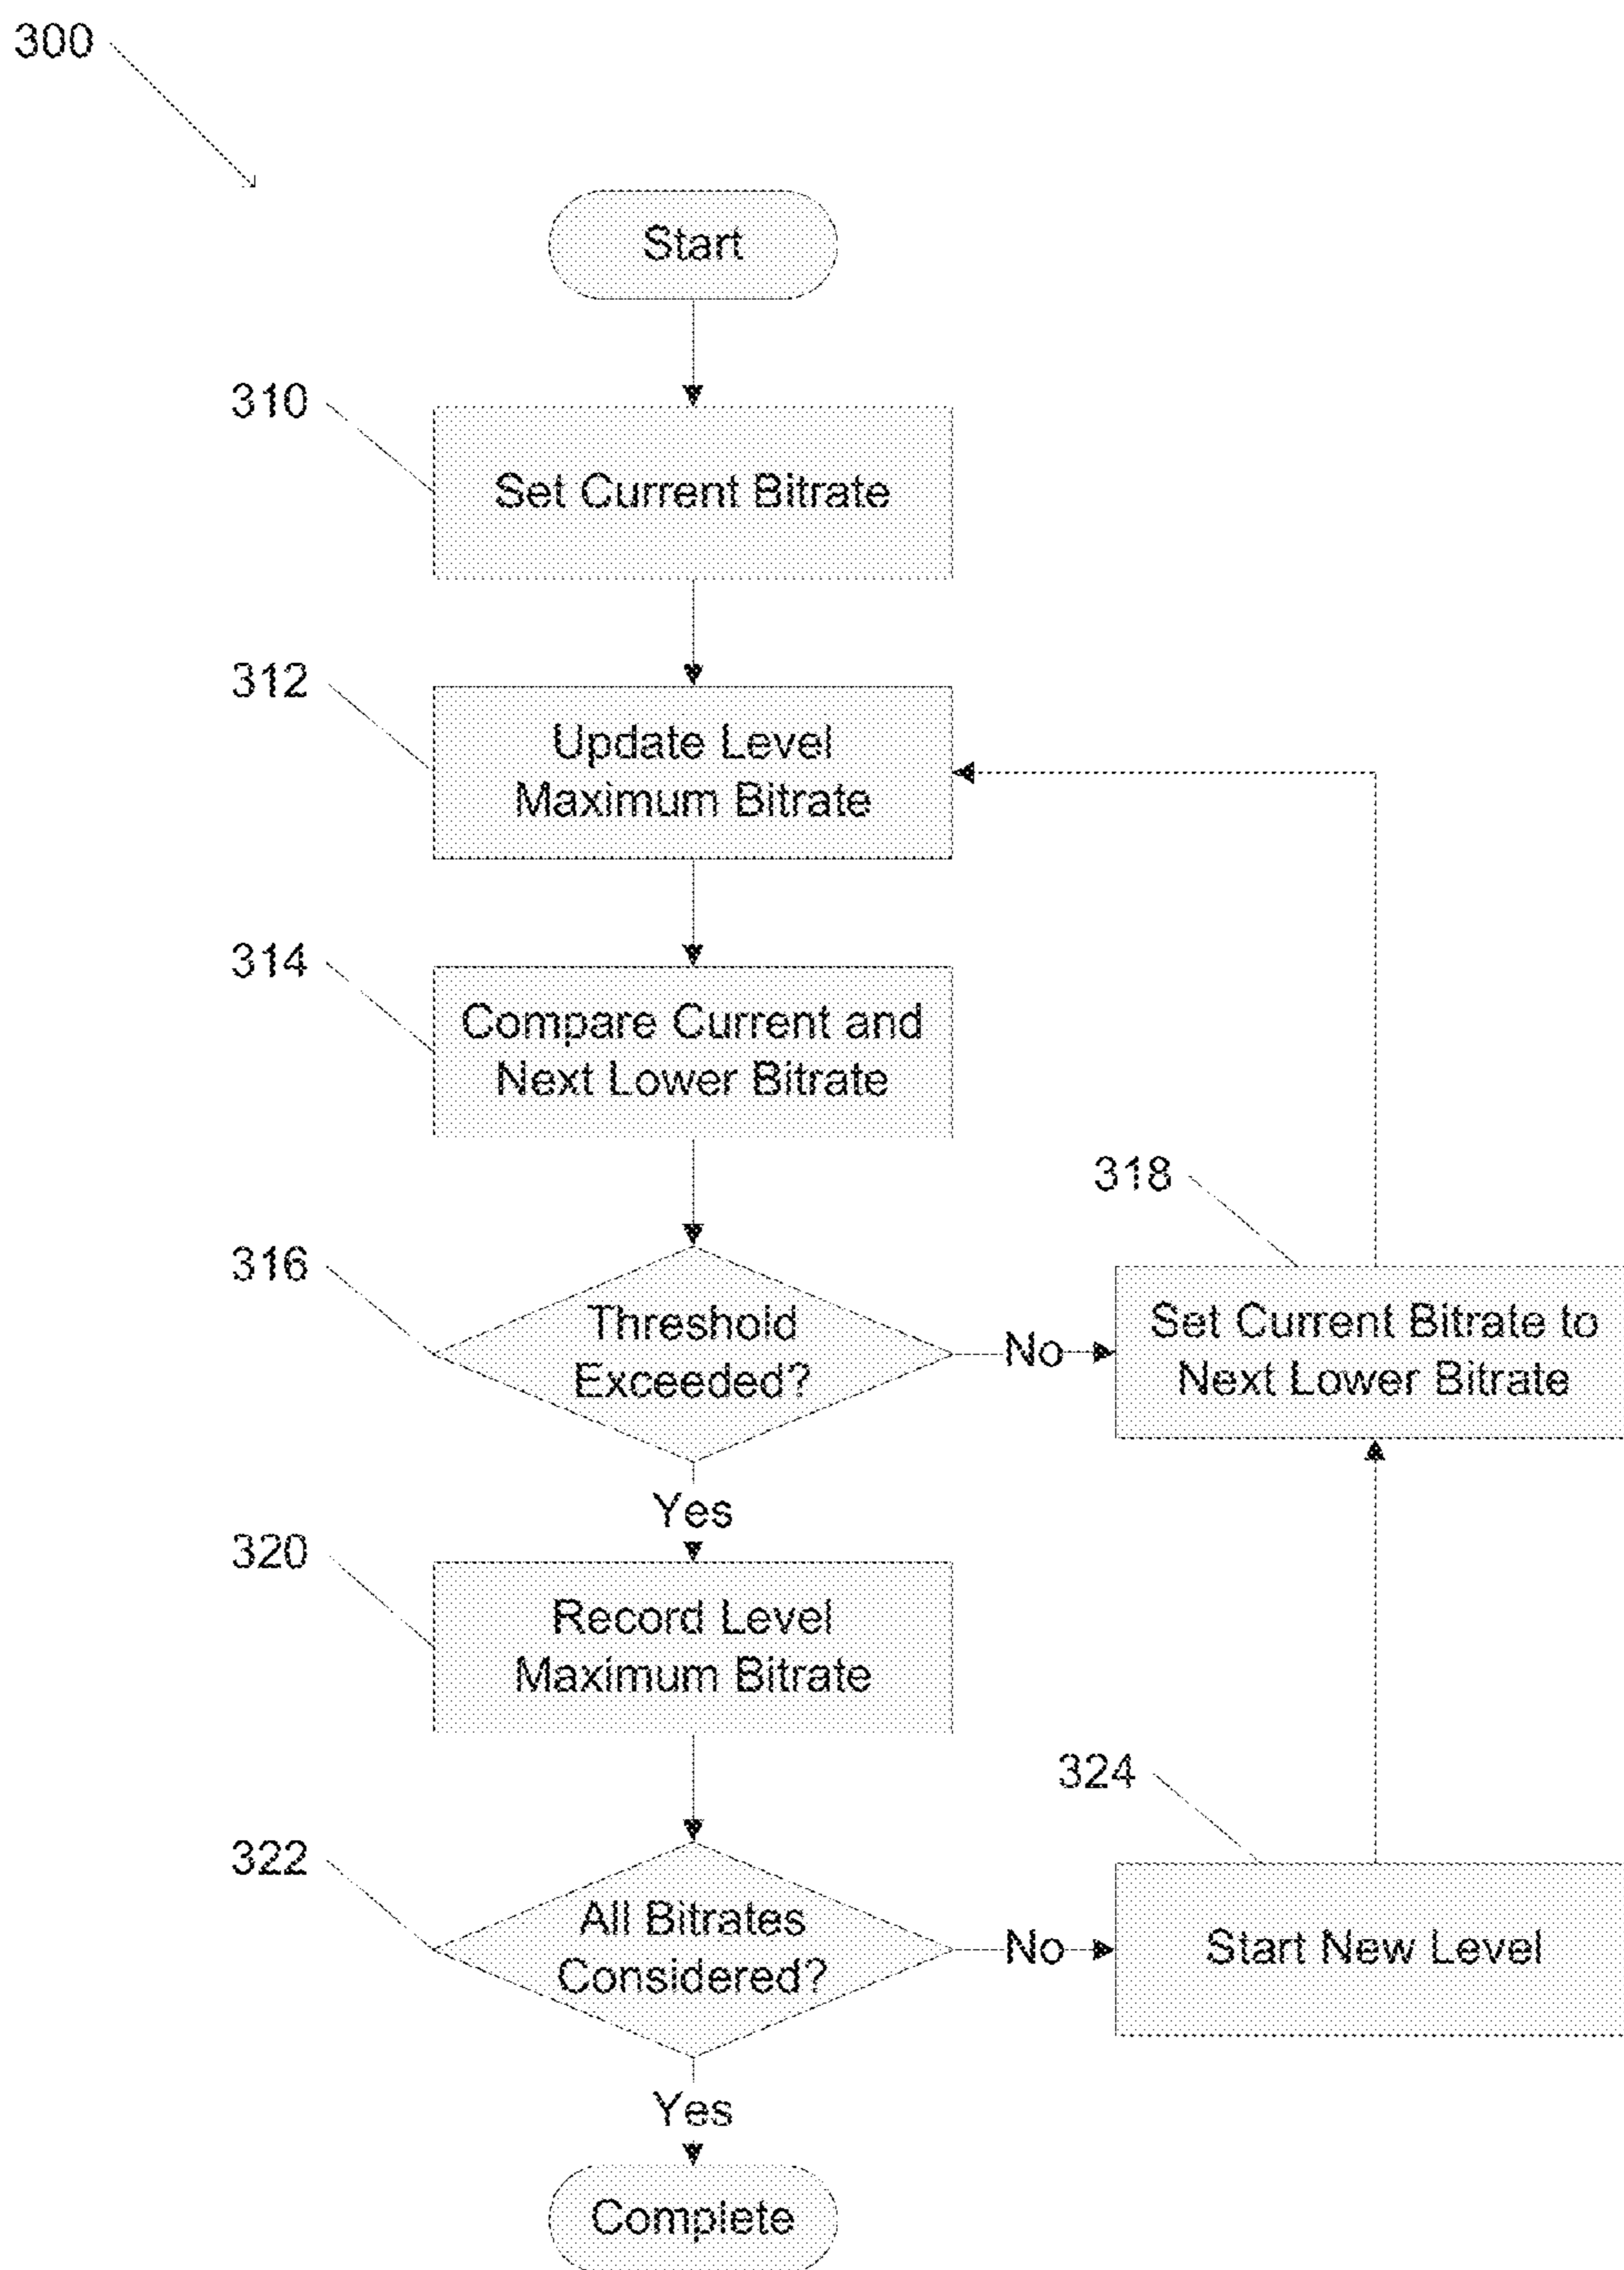 300
Start
310
Set Current Bitrate
312
Update Level
Maximum Bitrate
314
Compare Current and
Next Lower Bitrate
316
Threshold
Exceeded?
No
318
Set Current Bitrate to
Next Lower Bitrate
Yes
320
Record Level
Maximum Bitrate
322
All Bitrates
Considered?
No
324
Start New Level
Yes
Complete